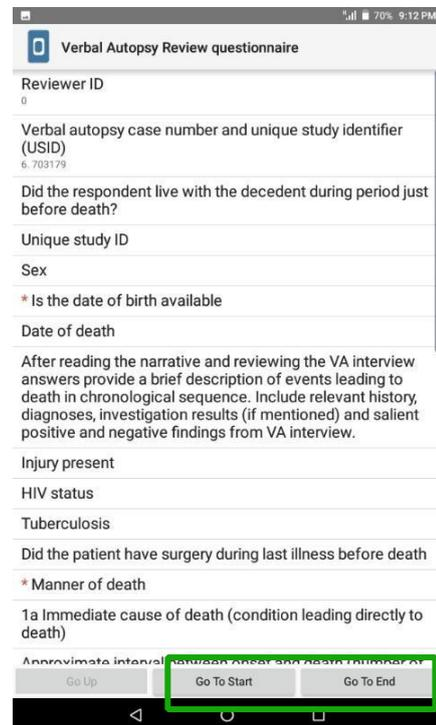 70% 9:12 PM
Verbal Autopsy Review questionnaire
Reviewer ID
0
Verbal autopsy case number and unique study identifier
(USID)
6. 703179
Did the respondent live with the decedent during period just
before death?
Unique study ID
Sex
* Is the date of birth available
Date of death
After reading the narrative and reviewing the VA interview
answers provide a brief description of events leading to
death in chronological sequence. Include relevant history,
diagnoses, investigation results (if mentioned) and salient
positive and negative findings from VA interview.
Injury present
HIV status
Tuberculosis
Did the patient have surgery during last illness before death
* Manner of death
1a Immediate cause of death (condition leading directly to
death)
Approximate interval between onset and death (number of
Go Up Go To Start Go To End